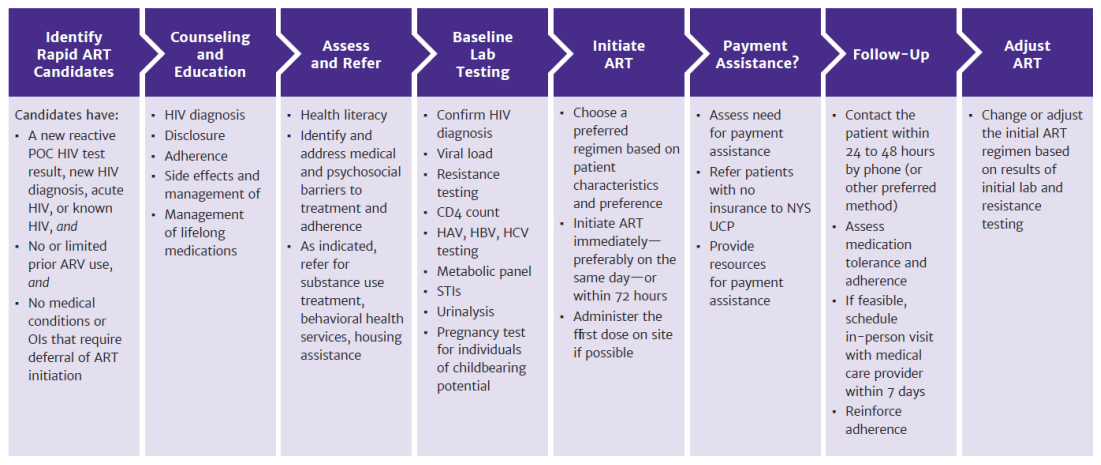 Identify
Rapid ART
Candidates
Candidates have:
▪ A new reactive
POC HIV test
result, new HIV
diagnosis, acute
HIV, or known
HIV, and
▪ No or limited
prior ARV use,
and
▪ No medical
conditions or
OIs that require
deferral of ART
initiation
Counseling
and
Education
▪ HIV diagnosis
▪ Disclosure
▪ Adherence
▪ Side effects and
management of
▪ Management
of lifelong
medications
Assess
and Refer
▪ Health literacy
▪ Identify and
address medical
and psychosocial
barriers to
treatment and
adherence
▪ As indicated,
refer for
substance use
treatment,
behavioral health
services, housing
assistance
Baseline
Lab
Testing
▪ Confirm HIV
diagnosis
▪ Viral load
▪ Resistance
testing
▪ CD4 count
▪ HAV, HBV, HCV
testing
▪ Metabolic panel
▪ STIs
▪ Urinalysis
▪ Pregnancy test
for individuals
of childbearing
potential
Initiate
ART
▪ Choose a
preferred
regimen based on
patient
characteristics
and preference
▪ Initiate ART
immediately—
preferably on the
same day—or
within 72 hours
▪ Administer the
ffirst dose on site
if possible
Payment
Assistance?
▪ Assess need
for payment
assistance
▪ Refer patients
with no
insurance to NYS
UCP
▪ Provide
resources
for payment
assistance
Follow-Up
▪ Contact the
patient within
24 to 48 hours
by phone (or
other preferred
method)
▪ Assess
medication
tolerance and
adherence
▪ If feasible,
schedule
in-person visit
with medical
care provider
within 7 days
▪ Reinforce
adherence
Adjust
ART
▪ Change or adjust
the initial ART
regimen based
on results of
initial lab and
resistance
testing